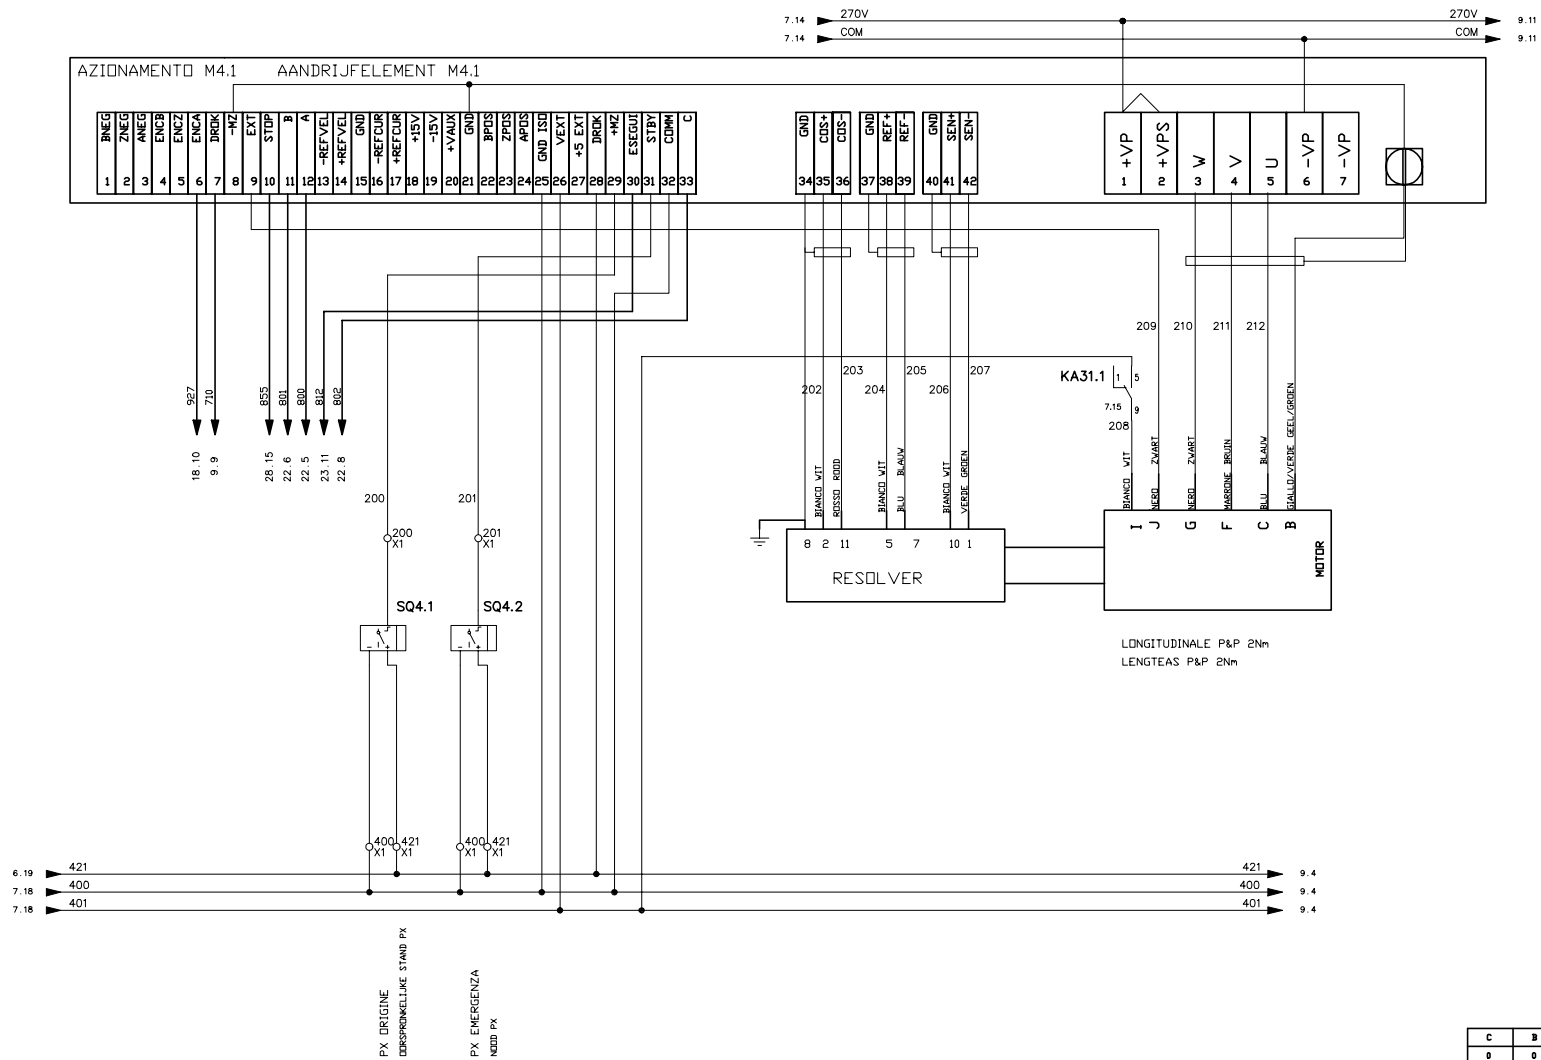 7.14 270V 270V 9.11
7.14 COM COM 9.11
AZIONAMENTO M4.1 AANDRIJFELEMENT M4.1
BNEG 1
ZNEG 2
ANEG 3
ENCB 4
ENCZ 5
ENCA 6
DROK 7
-MZ 8
EXT 9
STOP 10
B 11
A 12
-REFVEL 13
+REFVEL 14
GND 15
-REFCUR 16
+REFCUR 17
+15V 18
-15V 19
+VAUX 20
GND 21
BPOS 22
ZPOS 23
APOS 24
GND ISO 25
VEXT 26
+5 EXT 27
DROK 28
+MZ 29
ESEGUI 30
STBY 31
COMM 32
C 33
GND 34
COS+ 35
COS- 36
GND 37
REF+ 38
REF- 39
GND 40
SEN+ 41
SEN- 42
+VP 1
+VPS 2
W 3
V 4
U 5
-VP 6
-VP 7
209 210 211 212
202 203 204 205 206 207
KA31.1 1 5
7.15 9
208
927 710 855 801 800 812 802
18.10 9.9 28.15 22.6 22.5 23.11 22.8
BIANCO WIT
ROSSO ROOD
BIANCO WIT
BLU BLAUW
BIANCO WIT
VERDE GROEN
BIANCO WIT
NERO ZWART
NERO ZWART
MARRONE BRUIN
BLU BLAUW
GIALLO/VERDE GEEL/GROEN
200 201
200 X1
201 X1
8 2 11 5 7 10 1
RESOLVER
I J G F C B
MOTOR
SQ4.1 SQ4.2
- +
- +
LONGITUDINALE P&P 2Nm
LENGTEAS P&P 2Nm
400 X1
421 X1
400 X1
421 X1
6.19 421 421 9.4
7.18 400 400 9.4
7.18 401 401 9.4
PX ORIGINE
OORSPRONKELIJKE STAND PX
PX EMERGENZA
NOOD PX
C B
0 0